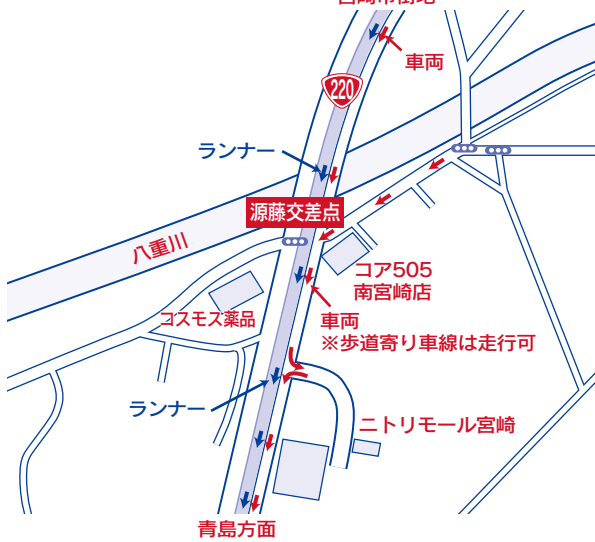 車両
220
ランナー
源藤交差点
八重川
コア505
南宮崎店
コスモス薬品
車両
※歩道寄り車線は走行可
ランナー
ニトリモール宮崎
青島方面